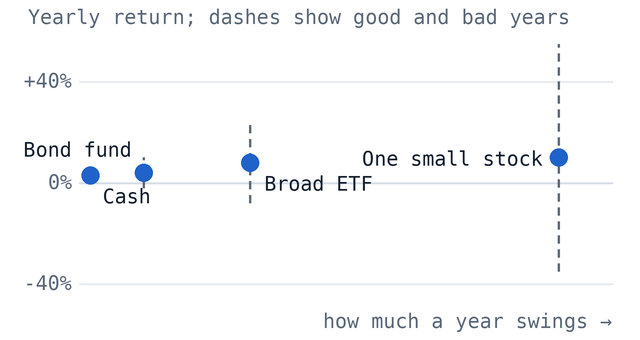 Yearly return; dashes show good and bad years
+40%
Bond fund
One small stock
0%
Broad ETF
Cash
-40%
how much a year swings →